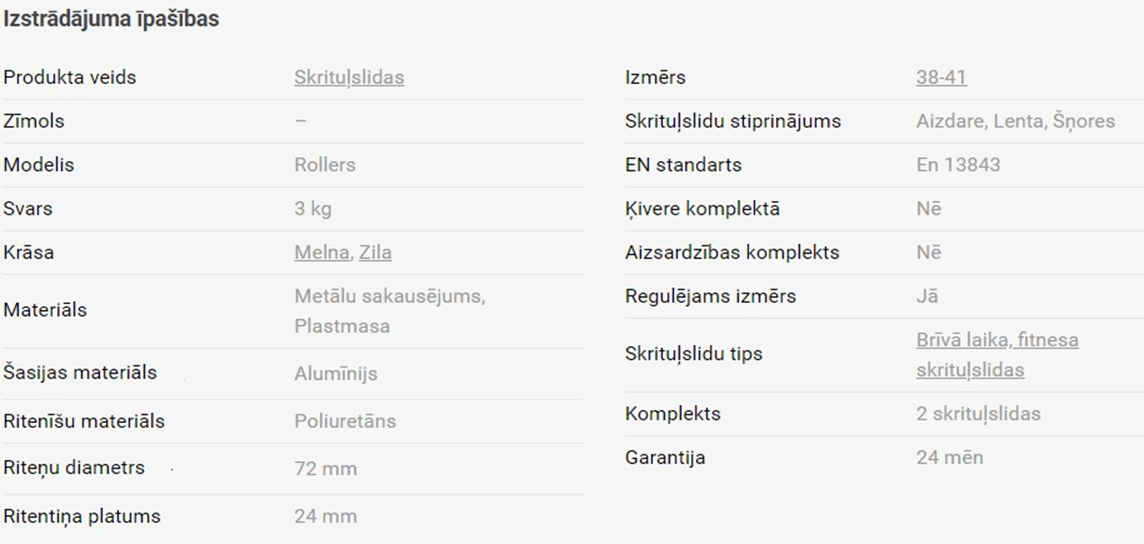 Izstrādājuma īpašības
Produkta veids Skrituļslidas
Zīmols –
Modelis Rollers
Svars 3 kg
Krāsa Melna, Zila
Materiāls Metālu sakausējums,
Plastmasa
Šasijas materiāls Alumīnijs
Ritenīšu materiāls Poliuretāns
Riteņu diametrs 72 mm
Ritentiņa platums 24 mm
Izmērs 38-41
Skrituļslidu stiprinājums Aizdare, Lenta, Šņores
EN standarts En 13843
Ķivere komplektā Nē
Aizsardzības komplekts Nē
Regulējams izmērs Jā
Skrituļslidu tips Brīvā laika, fitnesa
skrituļslidas
Komplekts 2 skrituļslidas
Garantija 24 mēn